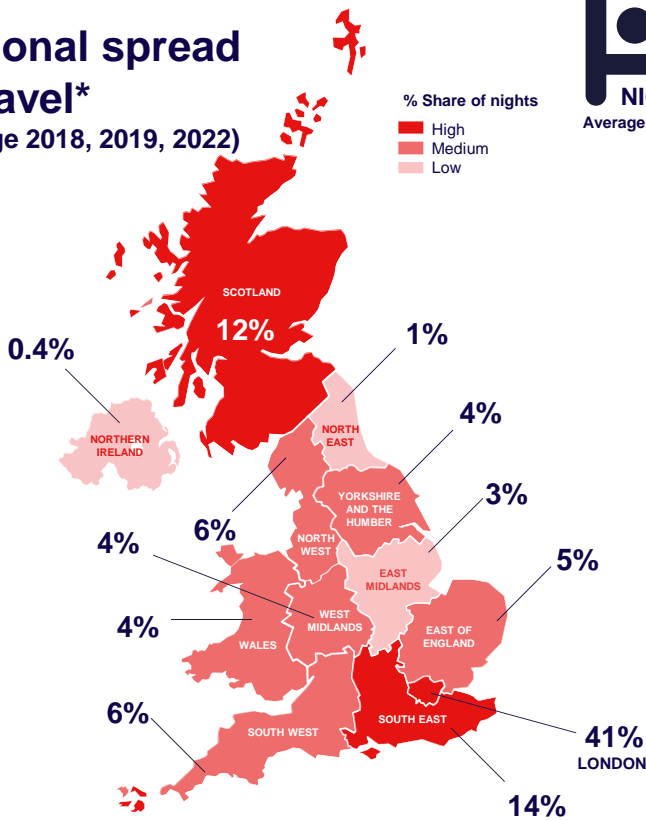 onal spread
avel*
ge 2018, 2019, 2022)
% Share of nights
High
Medium
Low
NIG
Average
SCOTLAND
12%
0.4%
1%
NORTHERN
IRELAND
NORTH
EAST
4%
YORKSHIRE
AND THE
HUMBER
3%
6%
4%
NORTH
WEST
EAST
MIDLANDS
5%
4%
WEST
MIDLANDS
WALES
EAST OF
ENGLAND
6%
SOUTH WEST
SOUTH EAST
41%
LONDON
14%